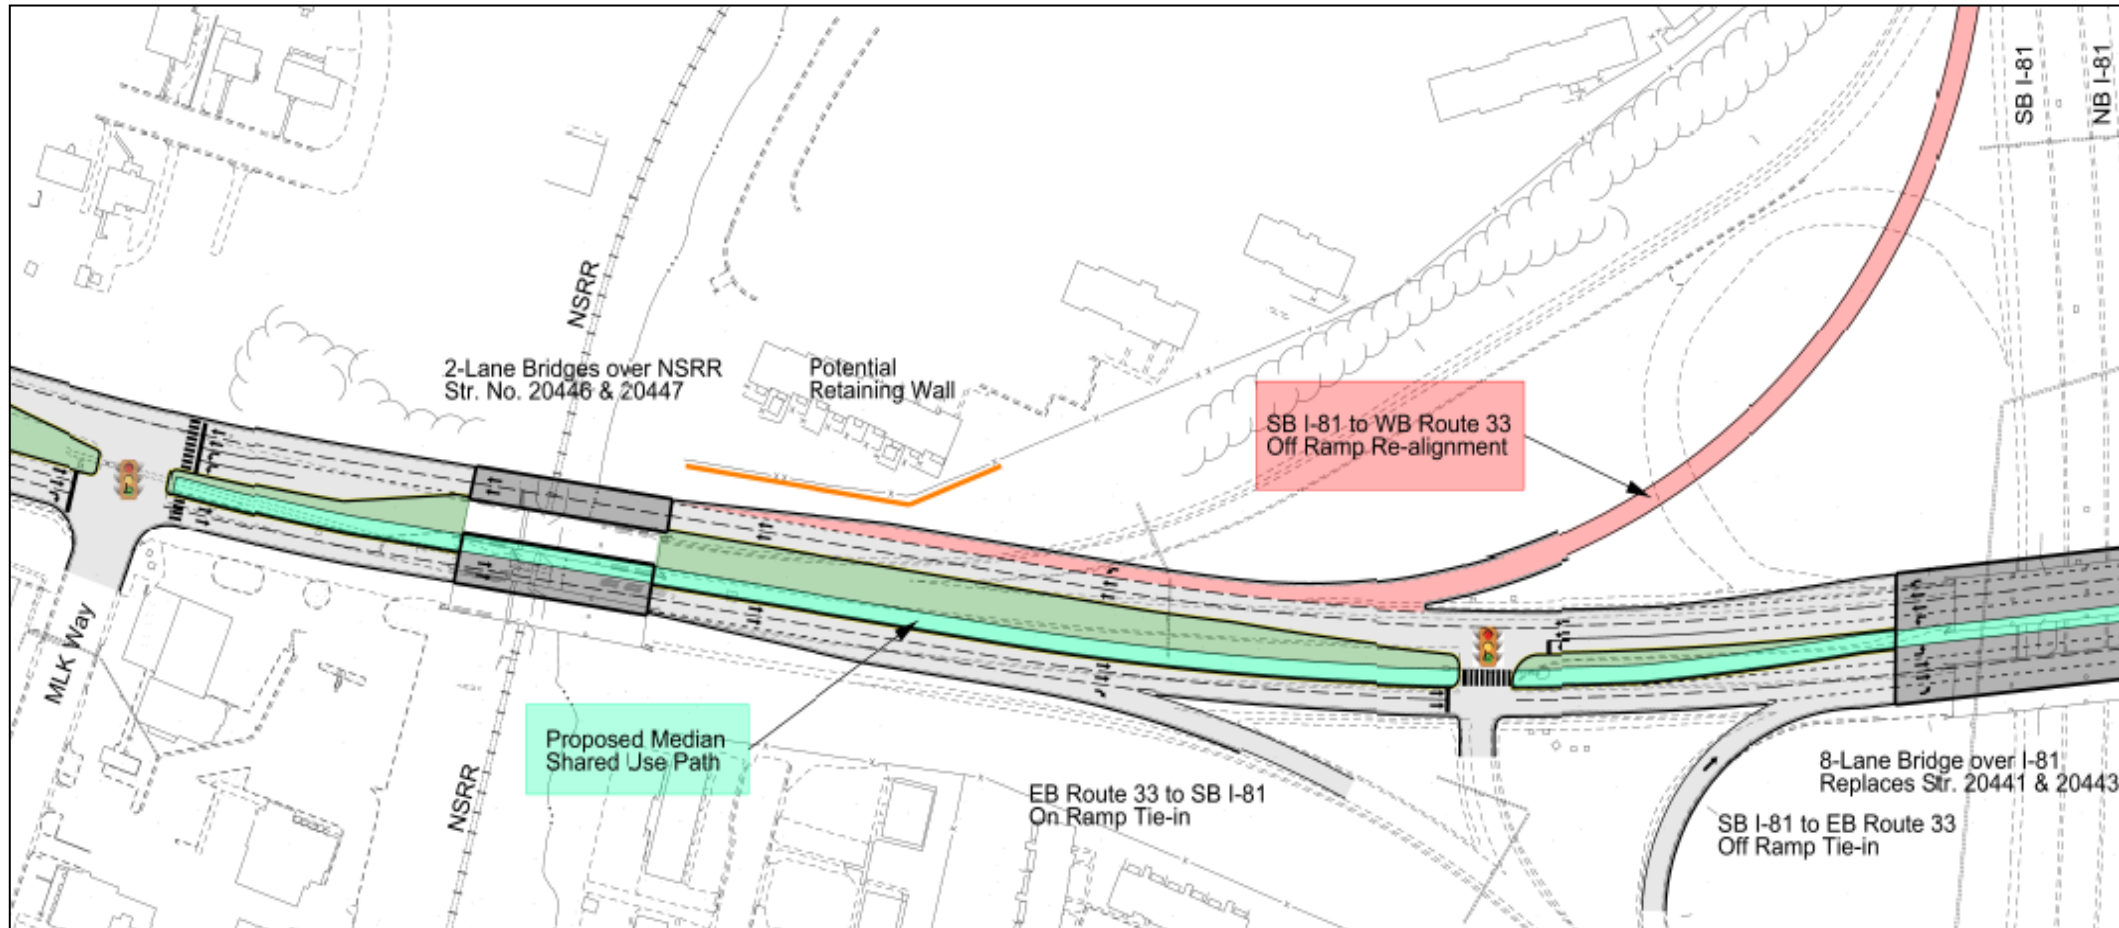 SB I-81
NB I-81
NSRR
2-Lane Bridges over NSRR
Str. No. 20446 & 20447
Potential
Retaining Wall
SB I-81 to WB Route 33
Off Ramp Re-alignment
MLK Way
Proposed Median
Shared Use Path
NSRR
EB Route 33 to SB I-81
On Ramp Tie-in
8-Lane Bridge over I-81
Replaces Str. 20441 & 20443
SB I-81 to EB Route 33
Off Ramp Tie-in